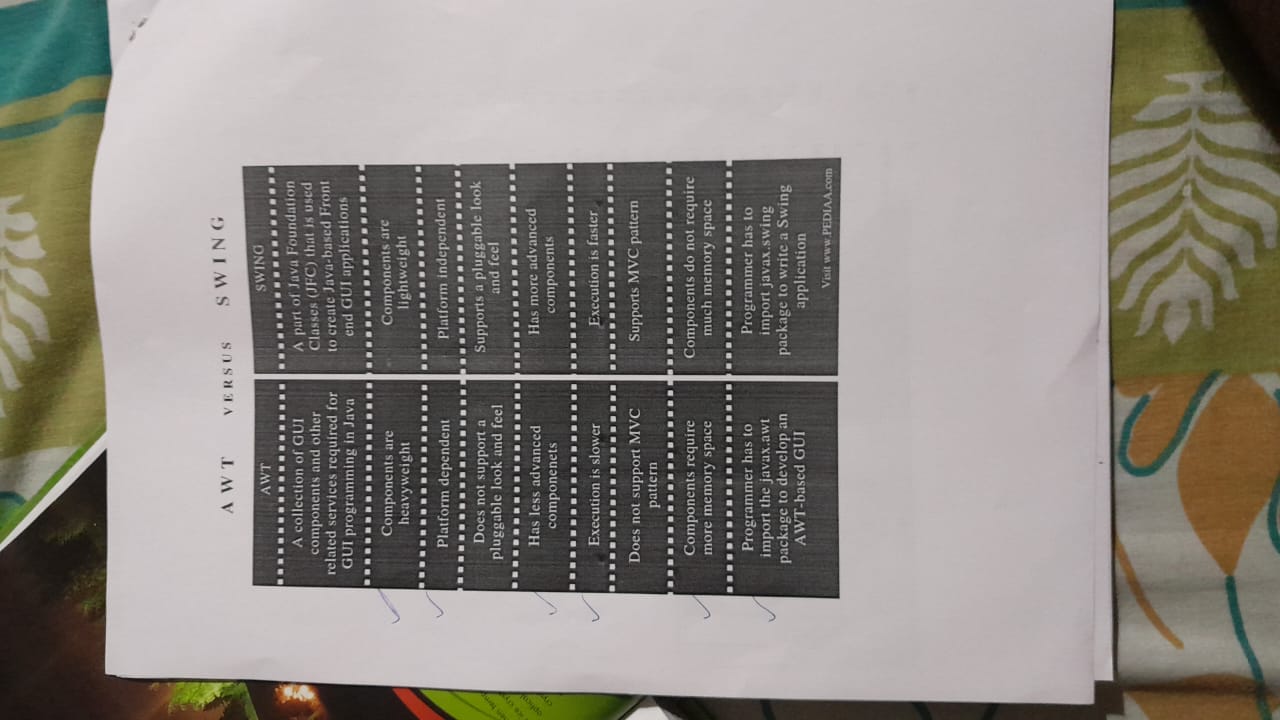 AWT VERSUS SWING
AWT
A collection of GUI
components and other
related services required for
GUI programming in Java
Components are
heavyweight
Platform dependent
Does not support a
pluggable look and feel
Has less advanced
componenets
Execution is slower
Does not support MVC
pattern
Components require
more memory space
Programmer has to
import the javax.awt
package to develop an
AWT-based GUI
SWING
A part of Java Foundation
Classes (JFC) that is used
to create Java-based Front
end GUI applications
Components are
lightweight
Platform independent
Supports a pluggable look
and feel
Has more advanced
components
Execution is faster
Supports MVC pattern
Components do not require
much memory space
Programmer has to
import javax.swing
package to write a Swing
application
Visit www.PEDIAA.com